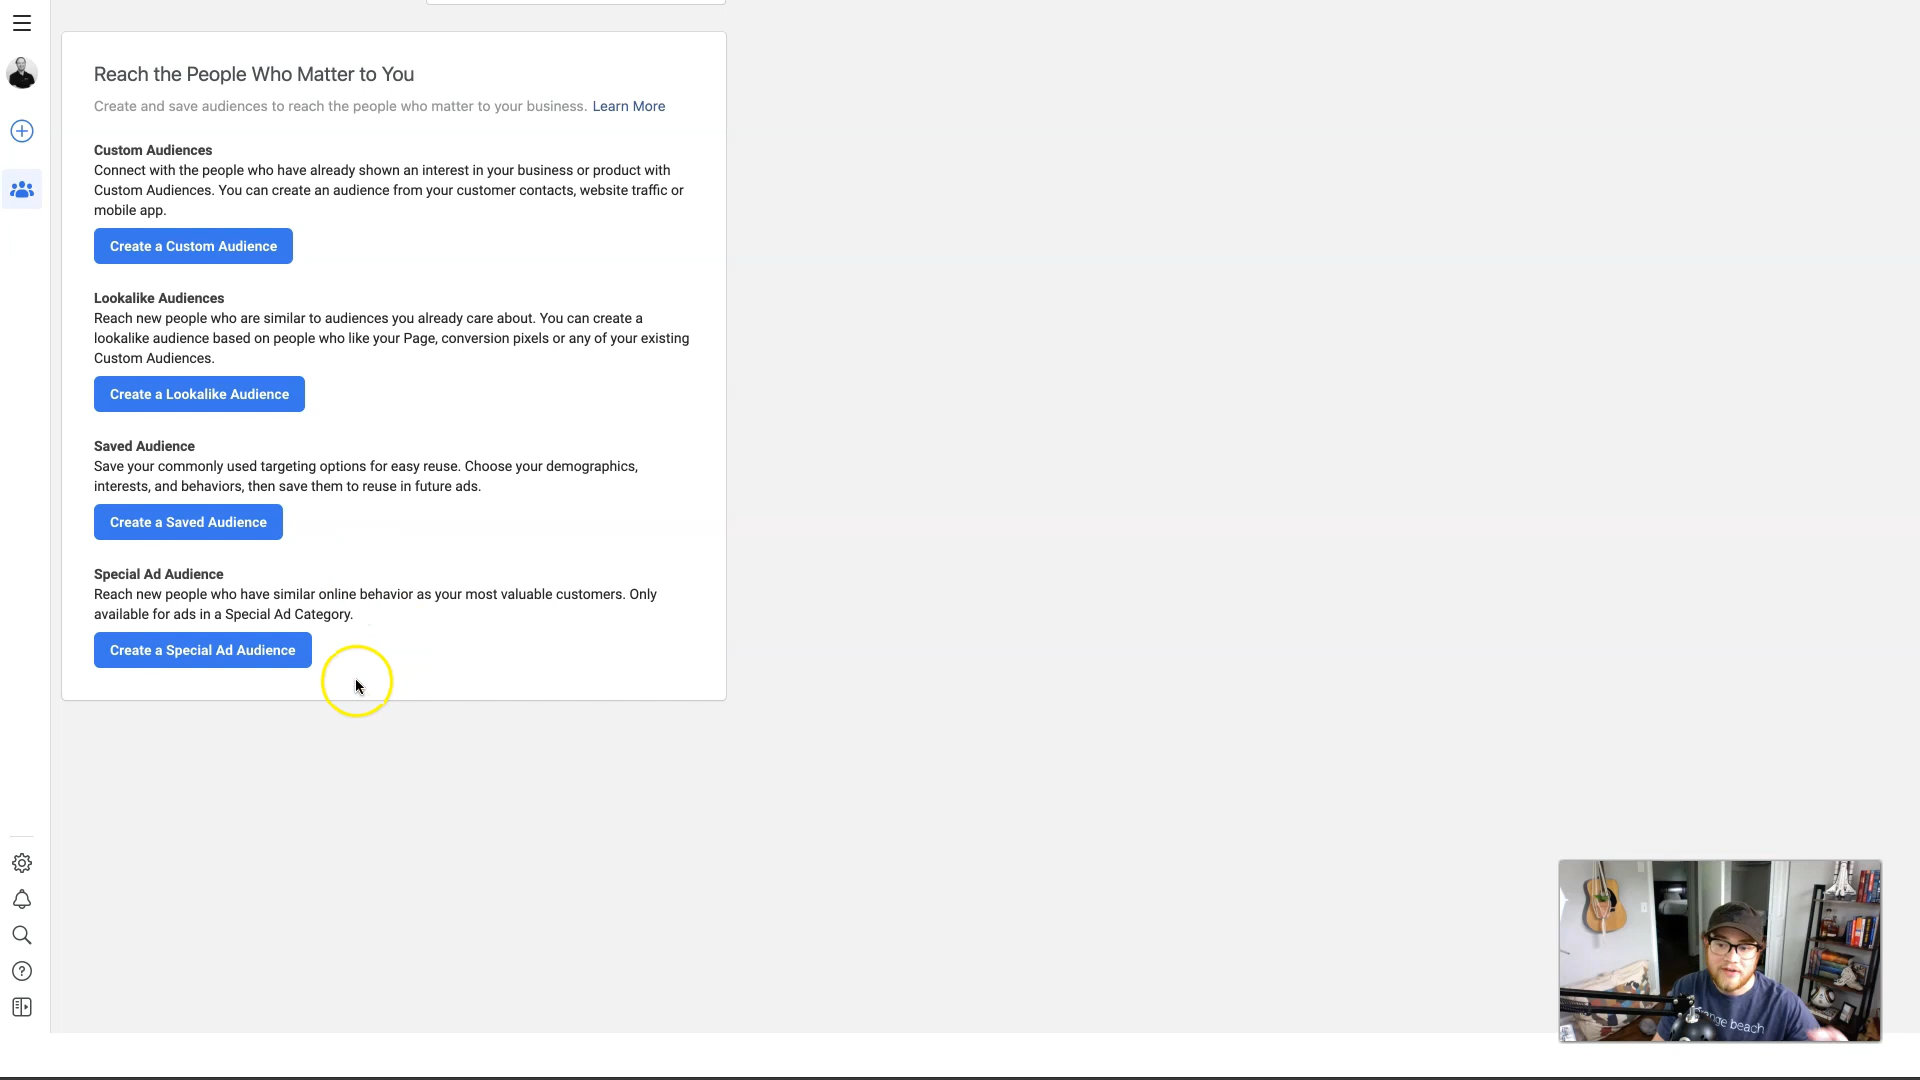 Reach the People Who Matter to You
Create and save audiences to reach the people who matter to your business. Learn More
Custom Audiences
Connect with the people who have already shown an interest in your business or product with
Custom Audiences. You can create an audience from your customer contacts, website traffic or
mobile app.
Create a Custom Audience
Lookalike Audiences
Reach new people who are similar to audiences you already care about. You can create a
lookalike audience based on people who like your Page, conversion pixels or any of your existing
Custom Audiences.
Create a Lookalike Audience
Saved Audience
Save your commonly used targeting options for easy reuse. Choose your demographics,
interests, and behaviors, then save them to reuse in future ads.
Create a Saved Audience
Special Ad Audience
Reach new people who have similar online behavior as your most valuable customers. Only
available for ads in a Special Ad Category.
Create a Special Ad Audience
beach